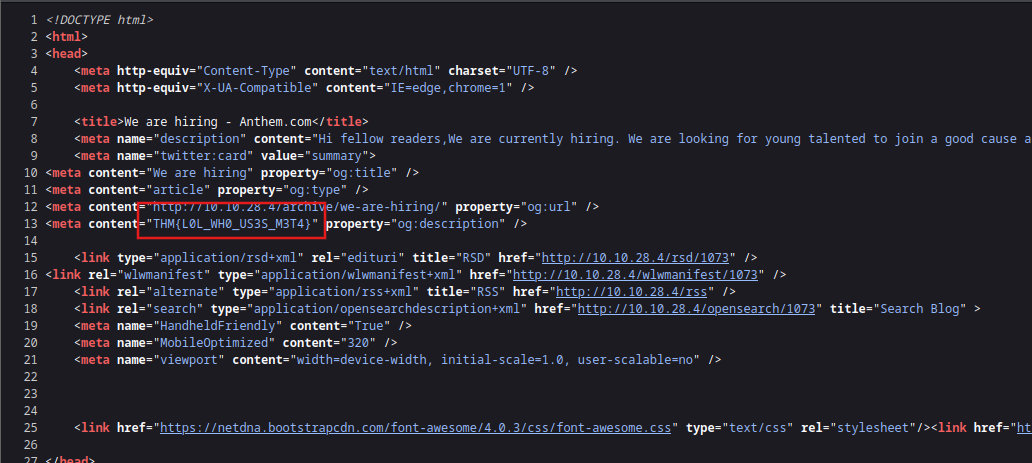 1 <!DOCTYPE html>
2 <html>
3 <head>
4 <meta http-equiv="Content-Type" content="text/html" charset="UTF-8" />
5 <meta http-equiv="X-UA-Compatible" content="IE=edge,chrome=1" />
6
7 <title>We are hiring - Anthem.com</title>
8 <meta name="description" content="Hi fellow readers,We are currently hiring. We are looking for young talented to join a good cause a
9 <meta name="twitter:card" value="summary">
10 <meta content="We are hiring" property="og:title" />
11 <meta content="article" property="og:type" />
12 <meta content="http://10.10.28.4/archive/we-are-hiring/" property="og:url" />
13 <meta content="THM{L0L_WH0_US3S_M3T4}" property="og:description" />
14
15 <link type="application/rsd+xml" rel="edituri" title="RSD" href="http://10.10.28.4/rsd/1073" />
16 <link rel="wlwmanifest" type="application/wlwmanifest+xml" href="http://10.10.28.4/wlwmanifest/1073" />
17 <link rel="alternate" type="application/rss+xml" title="RSS" href="http://10.10.28.4/rss" />
18 <link rel="search" type="application/opensearchdescription+xml" href="http://10.10.28.4/opensearch/1073" title="Search Blog" >
19 <meta name="HandheldFriendly" content="True" />
20 <meta name="MobileOptimized" content="320" />
21 <meta name="viewport" content="width=device-width, initial-scale=1.0, user-scalable=no" />
22
23
24
25 <link href="https://netdna.bootstrapcdn.com/font-awesome/4.0.3/css/font-awesome.css" type="text/css" rel="stylesheet"/><link href="ht
26
27 </head>